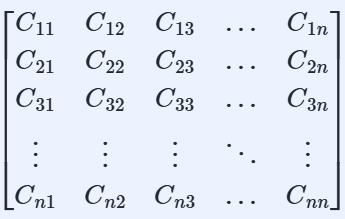 C₁₁ C₁₂ C₁₃ … C₁ₙ
C₂₁ C₂₂ C₂₃ … C₂ₙ
C₃₁ C₃₂ C₃₃ … C₃ₙ
⋮ ⋮ ⋮ ⋱ ⋮
Cₙ₁ Cₙ₂ Cₙ₃ … Cₙₙ